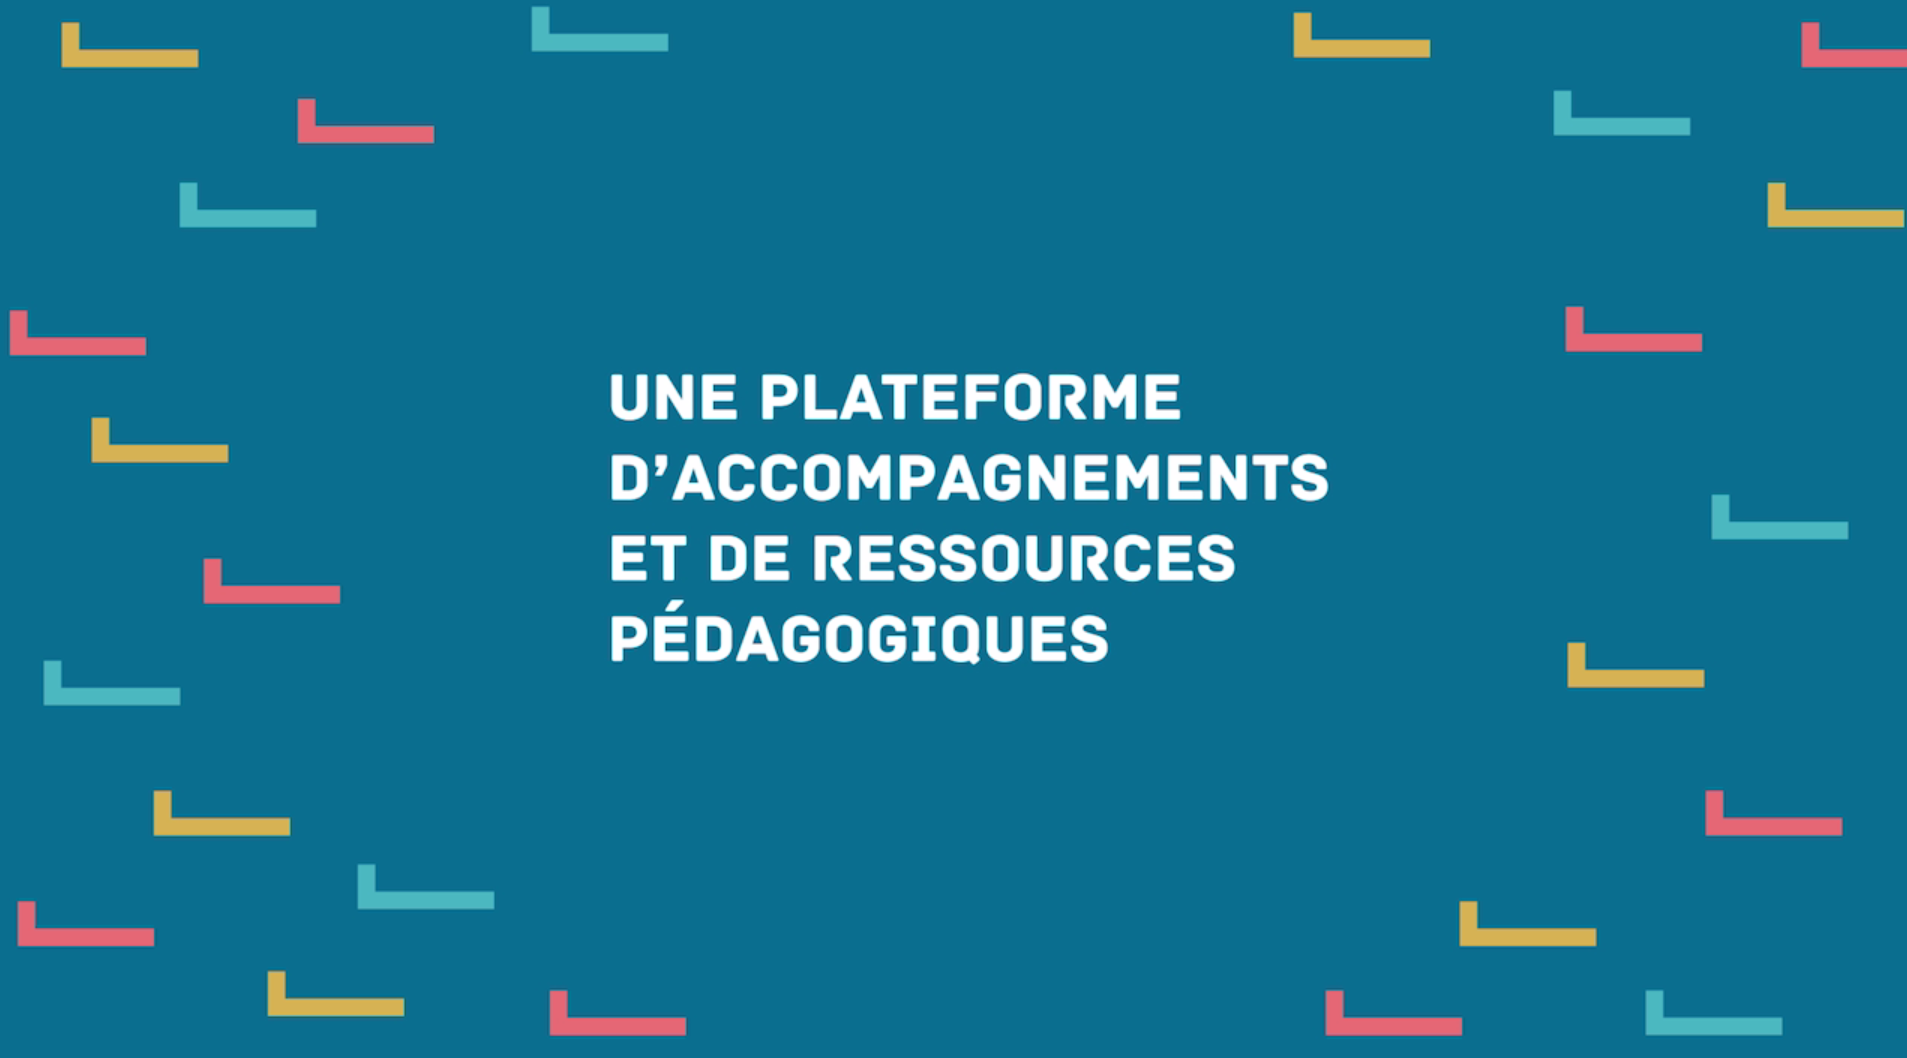 UNE PLATEFORME
D’ACCOMPAGNEMENTS
ET DE RESSOURCES
PÉDAGOGIQUES